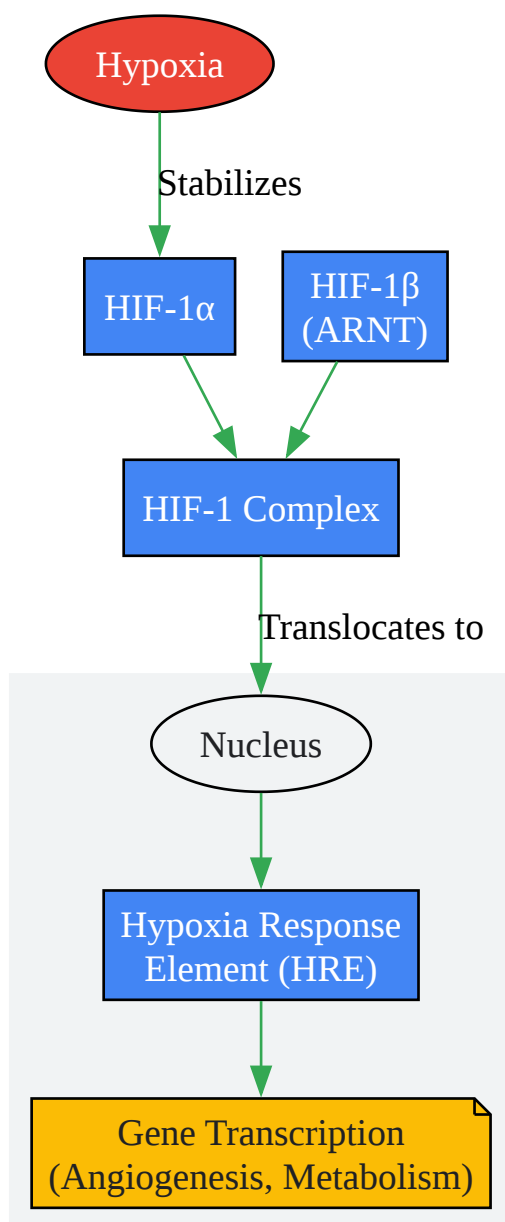 Hypoxia
Stabilizes
HIF-1α
HIF-1β
(ARNT)
HIF-1 Complex
Translocates to
Nucleus
Hypoxia Response
Element (HRE)
Gene Transcription
(Angiogenesis, Metabolism)